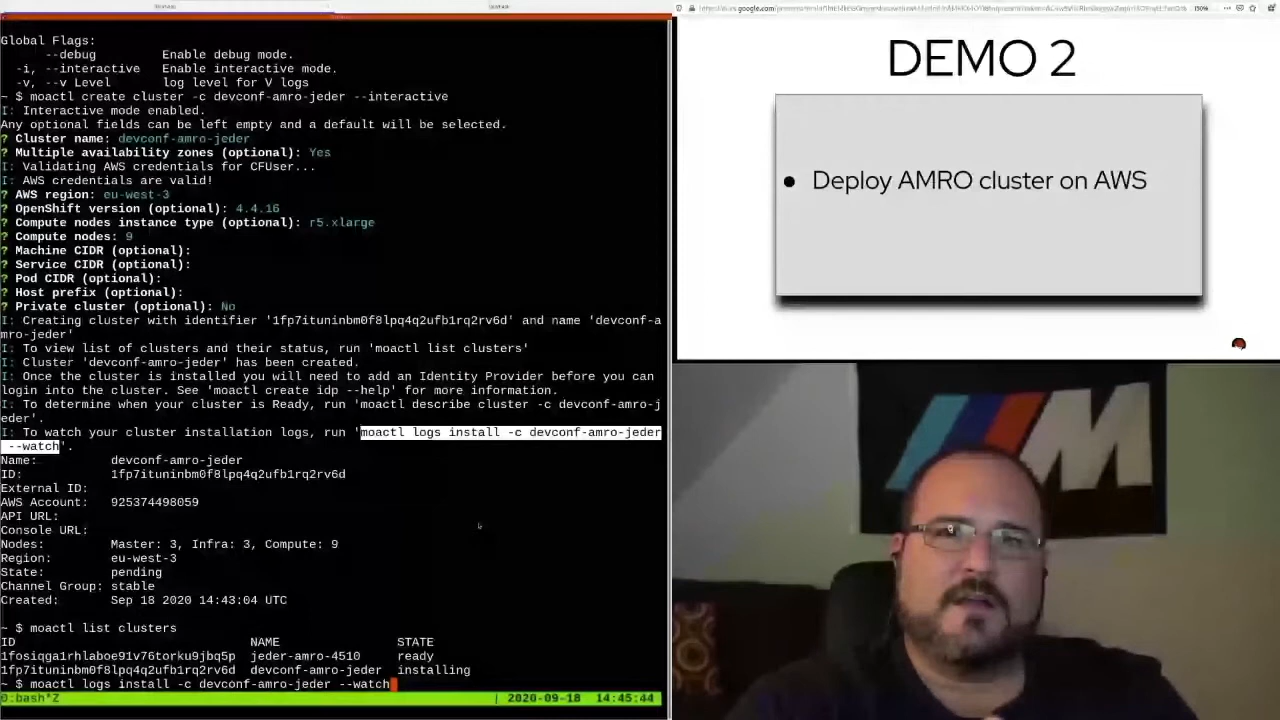 Global Flags:
--debug Enable debug mode.
-i, --interactive Enable interactive mode.
-v, --v Level log level for V logs
~ $ moactl create cluster -c devconf-amro-jeder --interactive
I: Interactive mode enabled.
Any optional fields can be left empty and a default will be selected.
? Cluster name: devconf-amro-jeder
? Multiple availability zones (optional): Yes
I: Validating AWS credentials for CFUser...
I: AWS credentials are valid!
? AWS region: eu-west-3
? OpenShift version (optional): 4.4.16
? Compute nodes instance type (optional): r5.xlarge
? Compute nodes: 9
? Machine CIDR (optional):
? Service CIDR (optional):
? Pod CIDR (optional):
? Host prefix (optional):
? Private cluster (optional): No
I: Creating cluster with identifier '1fp7ituninbm0f8lpq4q2ufb1rq2rv6d' and name 'devconf-a
mro-jeder'
I: To view list of clusters and their status, run 'moactl list clusters'
I: Cluster 'devconf-amro-jeder' has been created.
I: Once the cluster is installed you will need to add an Identity Provider before you can
login into the cluster. See 'moactl create idp --help' for more information.
I: To determine when your cluster is Ready, run 'moactl describe cluster -c devconf-amro-j
eder'.
I: To watch your cluster installation logs, run 'moactl logs install -c devconf-amro-jeder
--watch'.
Name: devconf-amro-jeder
ID: 1fp7ituninbm0f8lpq4q2ufb1rq2rv6d
External ID:
AWS Account: 925374498059
API URL:
Console URL:
Nodes: Master: 3, Infra: 3, Compute: 9
Region: eu-west-3
State: pending
Channel Group: stable
Created: Sep 18 2020 14:43:04 UTC
~ $ moactl list clusters
ID NAME STATE
1fosiqga1rhlaboe91v76torku9jbq5p jeder-amro-4510 ready
1fp7ituninbm0f8lpq4q2ufb1rq2rv6d devconf-amro-jeder installing
~ $ moactl logs install -c devconf-amro-jeder --watch
0:bash*Z | 2020-09-18 | 14:45:44
150%
DEMO 2
● Deploy AMRO cluster on AWS
M